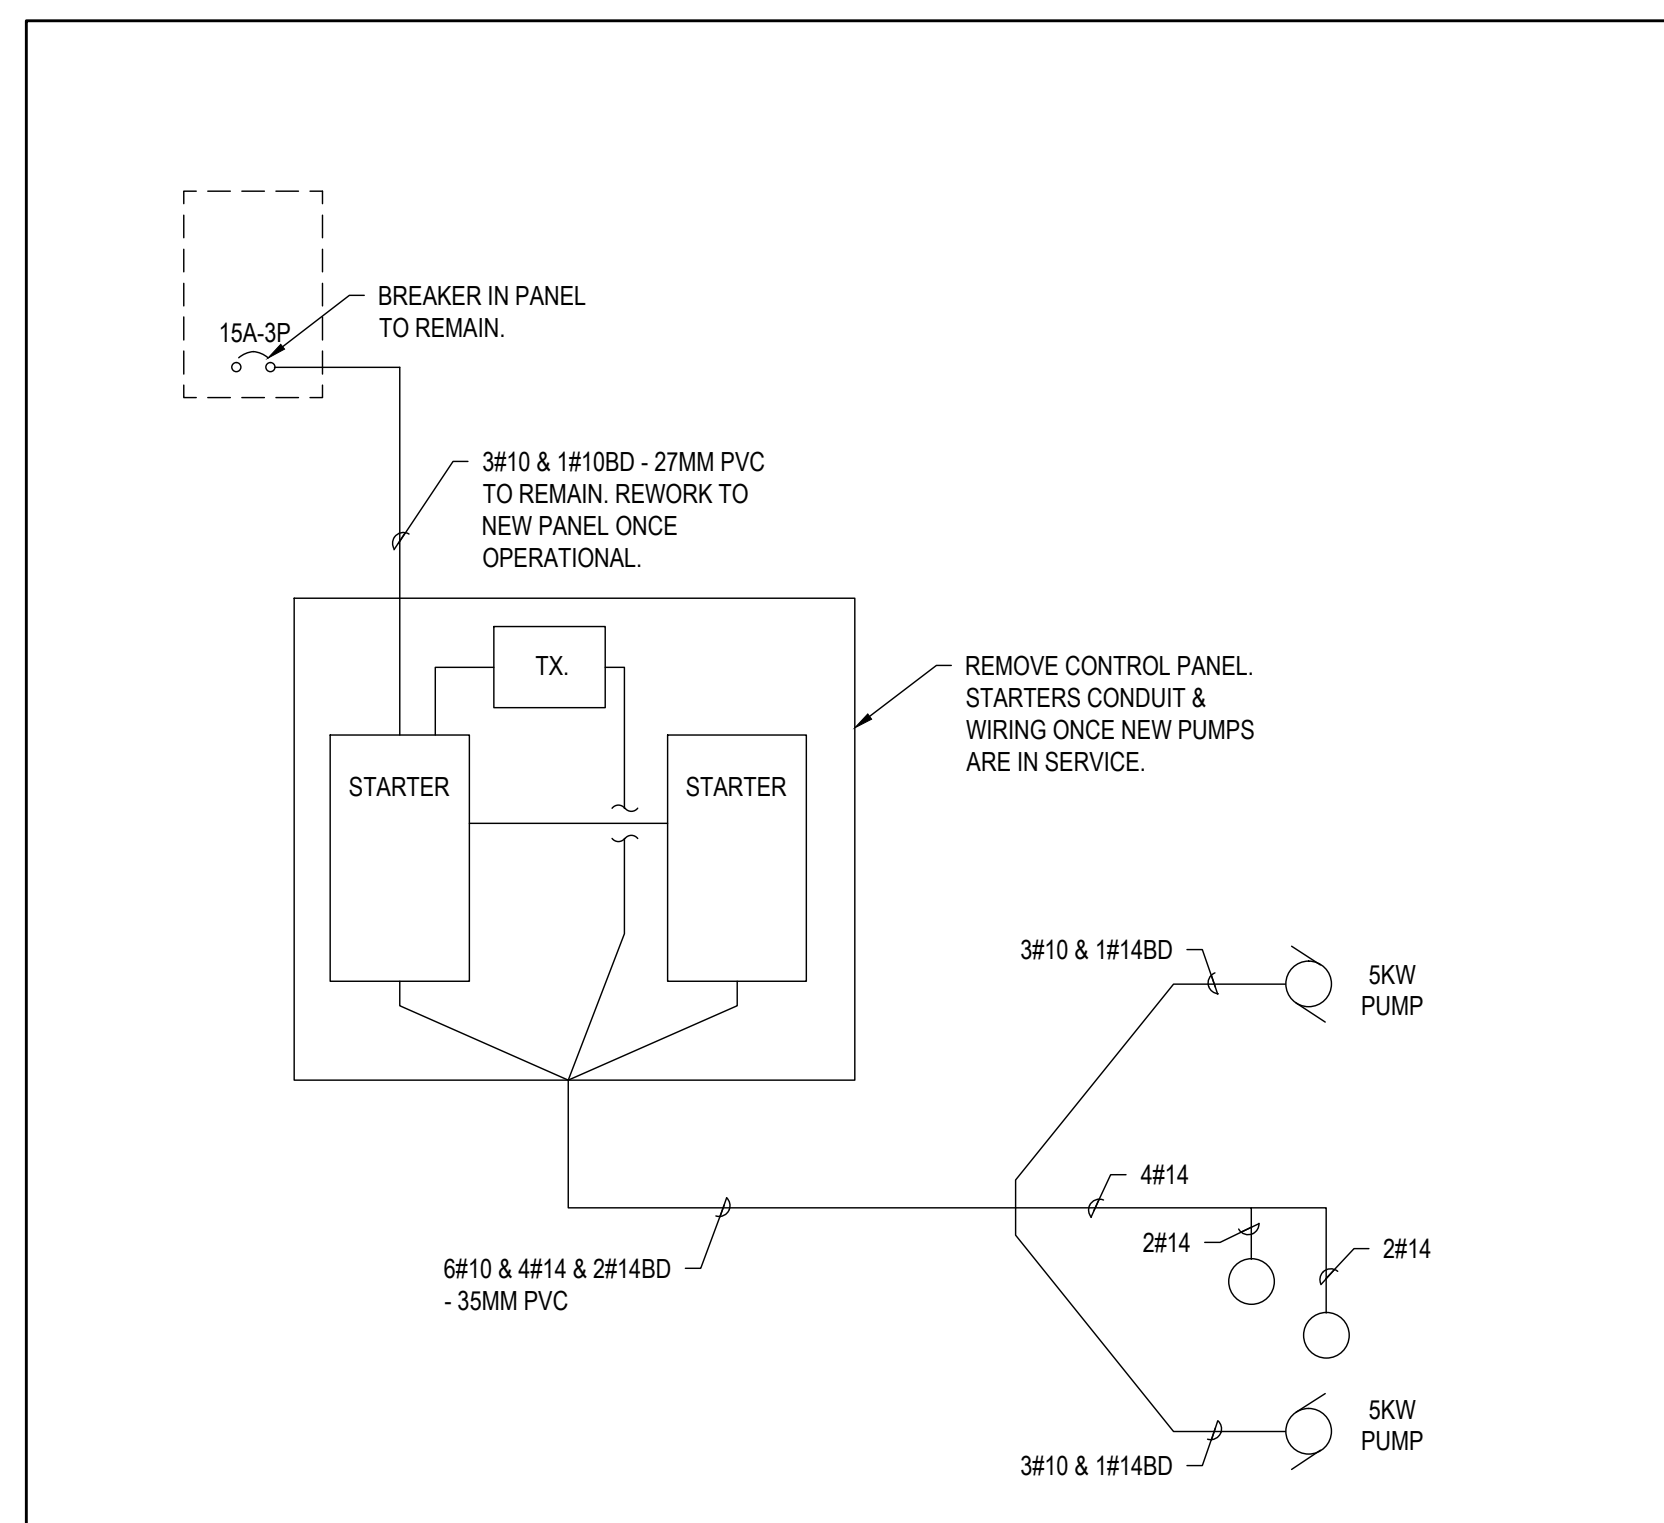 BREAKER IN PANEL
TO REMAIN.
15A-3P
3#10 & 1#10BD - 27MM PVC
TO REMAIN. REWORK TO
NEW PANEL ONCE
OPERATIONAL.
TX.
REMOVE CONTROL PANEL.
STARTERS CONDUIT &
WIRING ONCE NEW PUMPS
ARE IN SERVICE.
STARTER
STARTER
3#10 & 1#14BD
5KW
PUMP
4#14
2#14
2#14
6#10 & 4#14 & 2#14BD
- 35MM PVC
5KW
PUMP
3#10 & 1#14BD